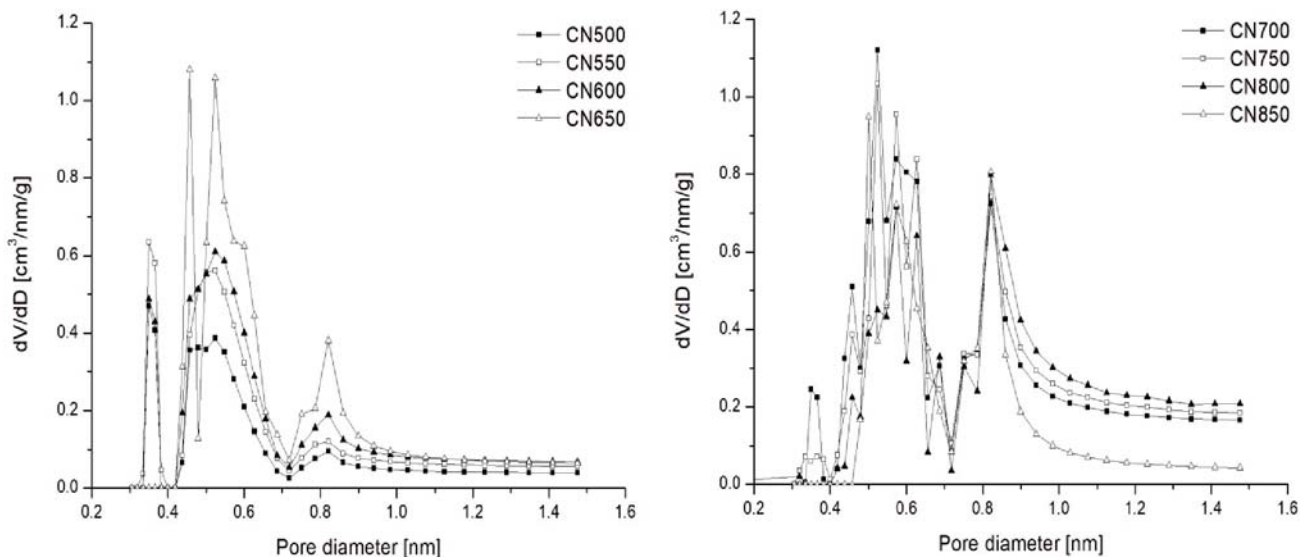 1.2
1.0
0.8
0.6
0.4
0.2
0.0
dV/dD [cm³/nm/g]
0.2 0.4 0.6 0.8 1.0 1.2 1.4 1.6
Pore diameter [nm]
CN500
CN550
CN600
CN650
1.2
1.0
0.8
0.6
0.4
0.2
0.0
dV/dD [cm³/nm/g]
0.2 0.4 0.6 0.8 1.0 1.2 1.4 1.6
Pore diameter [nm]
CN700
CN750
CN800
CN850